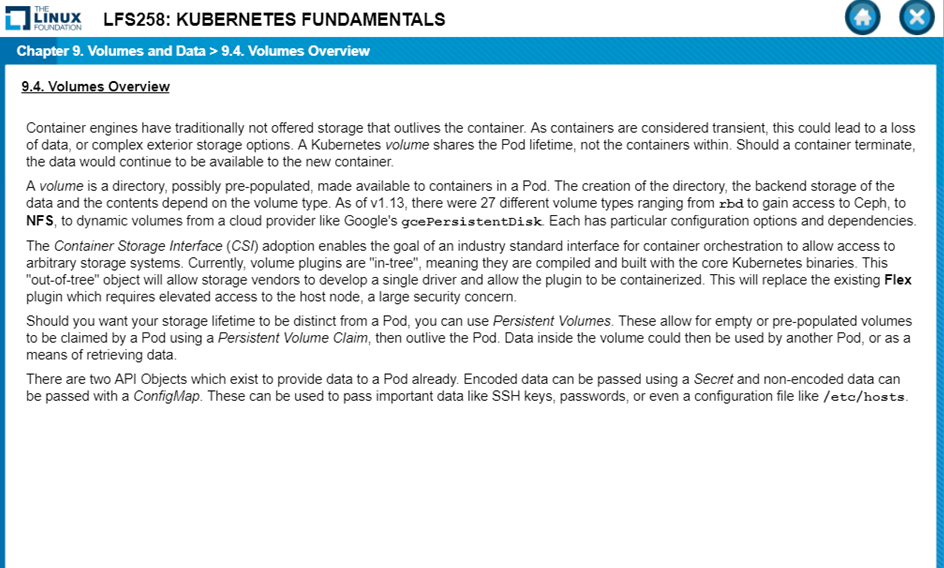 THE
LINUX
FOUNDATION
LFS258: KUBERNETES FUNDAMENTALS
Chapter 9. Volumes and Data > 9.4. Volumes Overview
9.4. Volumes Overview
Container engines have traditionally not offered storage that outlives the container. As containers are considered transient, this could lead to a loss
of data, or complex exterior storage options. A Kubernetes volume shares the Pod lifetime, not the containers within. Should a container terminate,
the data would continue to be available to the new container.
A volume is a directory, possibly pre-populated, made available to containers in a Pod. The creation of the directory, the backend storage of the
data and the contents depend on the volume type. As of v1.13, there were 27 different volume types ranging from rbd to gain access to Ceph, to
NFS, to dynamic volumes from a cloud provider like Google's gcePersistentDisk. Each has particular configuration options and dependencies.
The Container Storage Interface (CSI) adoption enables the goal of an industry standard interface for container orchestration to allow access to
arbitrary storage systems. Currently, volume plugins are "in-tree", meaning they are compiled and built with the core Kubernetes binaries. This
"out-of-tree" object will allow storage vendors to develop a single driver and allow the plugin to be containerized. This will replace the existing Flex
plugin which requires elevated access to the host node, a large security concern.
Should you want your storage lifetime to be distinct from a Pod, you can use Persistent Volumes. These allow for empty or pre-populated volumes
to be claimed by a Pod using a Persistent Volume Claim, then outlive the Pod. Data inside the volume could then be used by another Pod, or as a
means of retrieving data.
There are two API Objects which exist to provide data to a Pod already. Encoded data can be passed using a Secret and non-encoded data can
be passed with a ConfigMap. These can be used to pass important data like SSH keys, passwords, or even a configuration file like /etc/hosts.